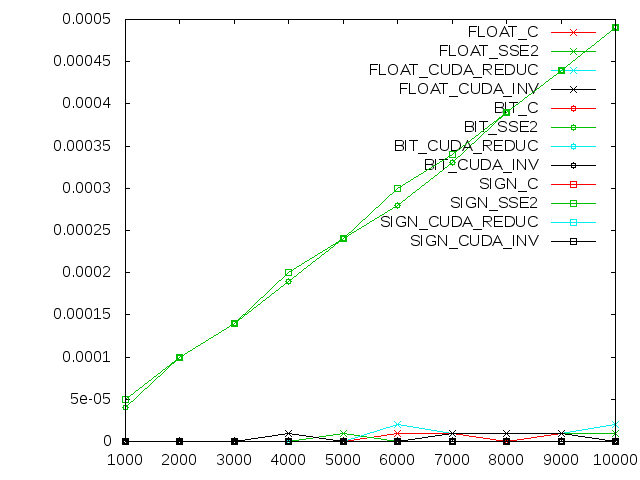 0.0005
0.00045
0.0004
0.00035
0.0003
0.00025
0.0002
0.00015
0.0001
5e-05
0
1000 2000 3000 4000 5000 6000 7000 8000 9000 10000
FLOAT_C
FLOAT_SSE2
FLOAT_CUDA_REDUC
FLOAT_CUDA_INV
BIT_C
BIT_SSE2
BIT_CUDA_REDUC
BIT_CUDA_INV
SIGN_C
SIGN_SSE2
SIGN_CUDA_REDUC
SIGN_CUDA_INV